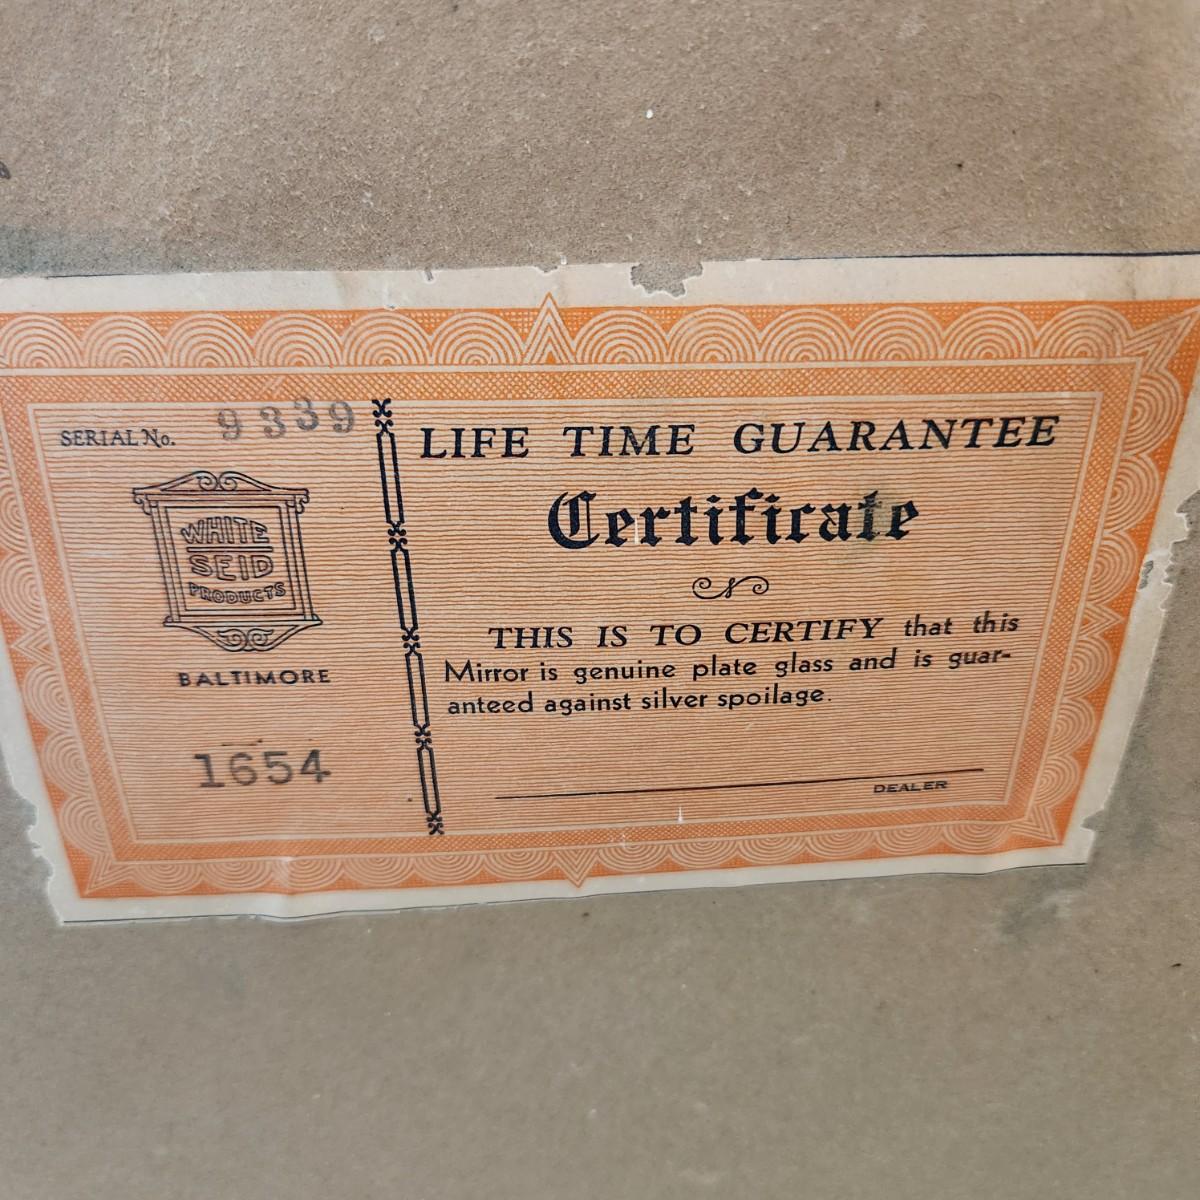 SERIAL No. 9339
WHITE
SEID
PRODUCTS
BALTIMORE
1654
LIFE TIME GUARANTEE
Certificate
THIS IS TO CERTIFY that this
Mirror is genuine plate glass and is guar-
anteed against silver spoilage.
DEALER